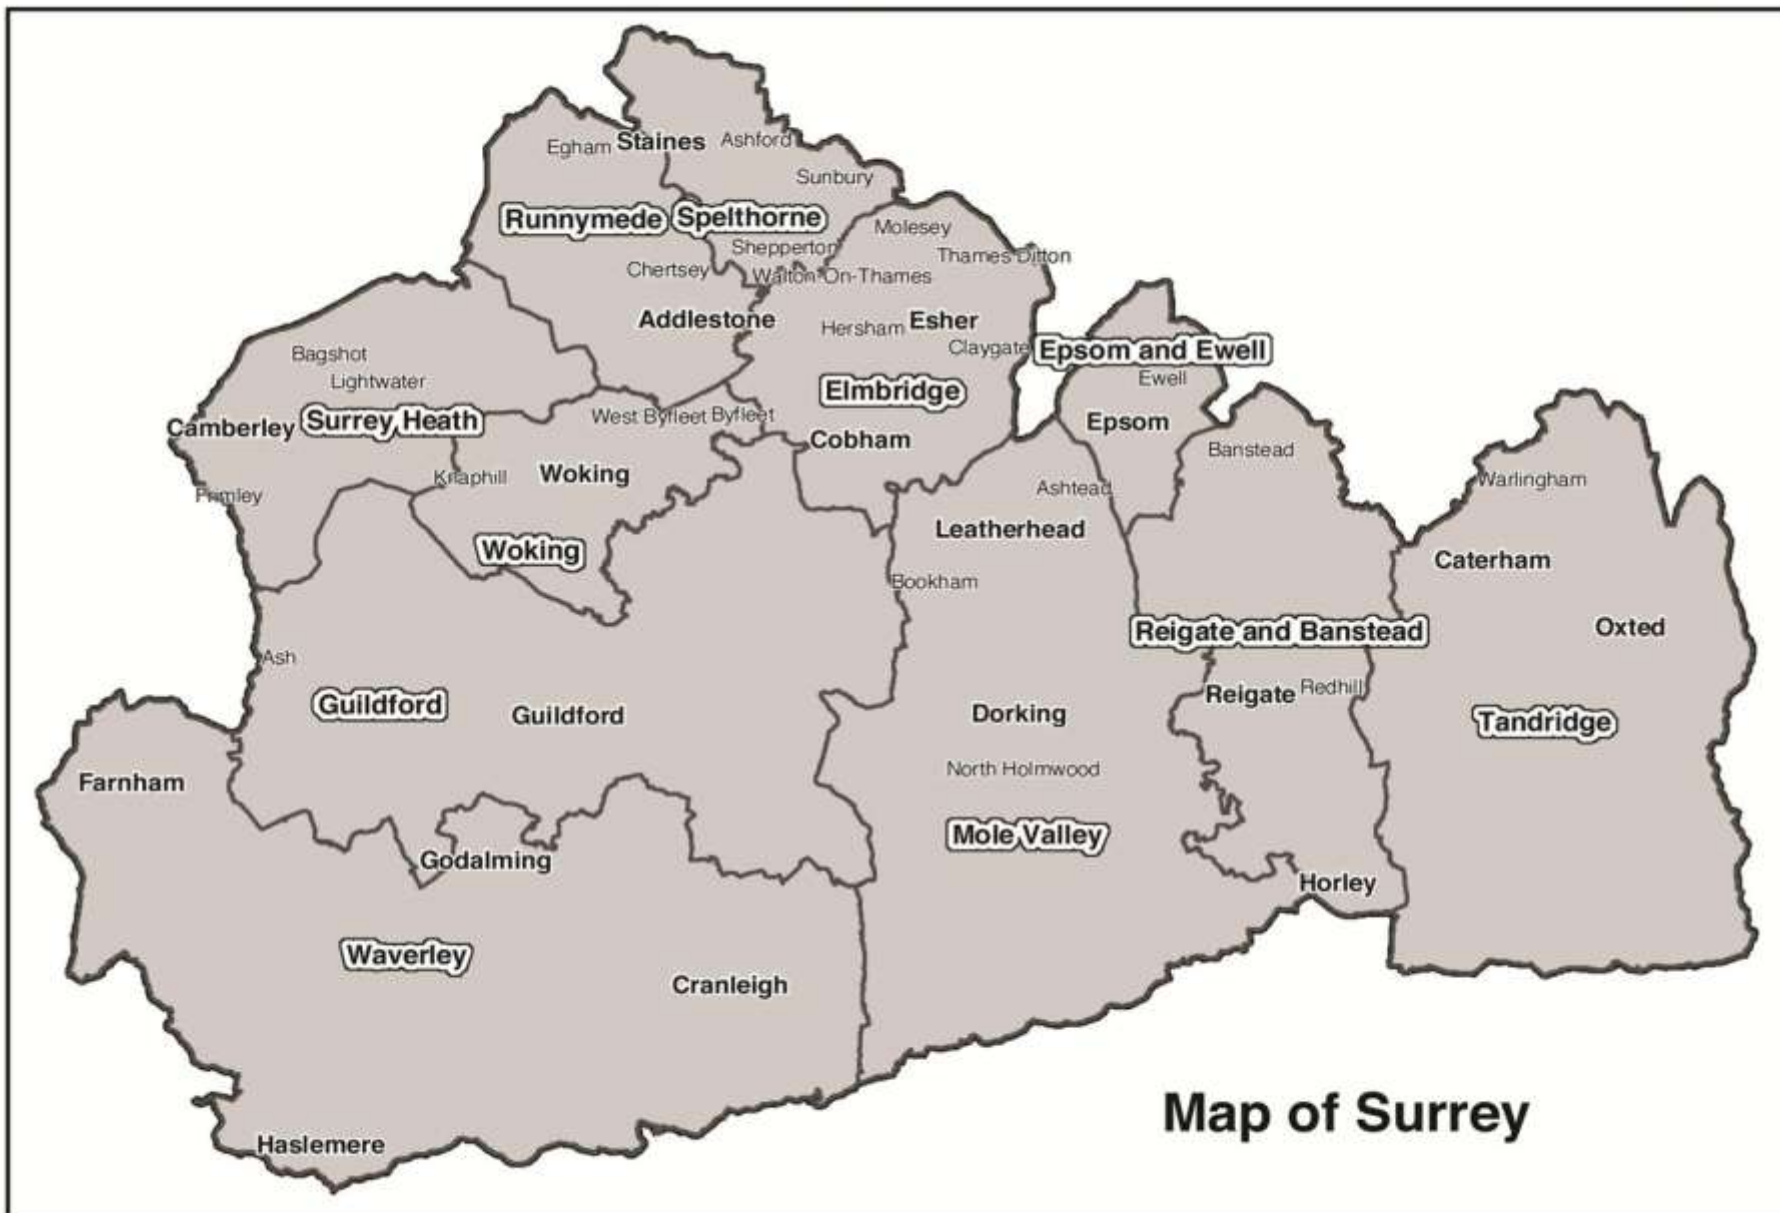 Egham
Staines
Ashford
Sunbury
Runnymede
Spelthorne
Molesey
Shepperton
Thames Ditton
Chertsey
Walton-On-Thames
Addlestone
Hersham
Esher
Claygate
Epsom and Ewell
Bagshot
Lightwater
Ewell
Elmbridge
Camberley
Surrey Heath
West Byfleet
Byfleet
Epsom
Cobham
Banstead
Frimley
Knaphill
Woking
Ashtead
Warlingham
Leatherhead
Woking
Caterham
Bookham
Ash
Reigate and Banstead
Oxted
Guildford
Guildford
Dorking
Reigate
Redhill
Tandridge
Farnham
North Holmwood
Mole Valley
Godalming
Horley
Waverley
Cranleigh
Map of Surrey
Haslemere